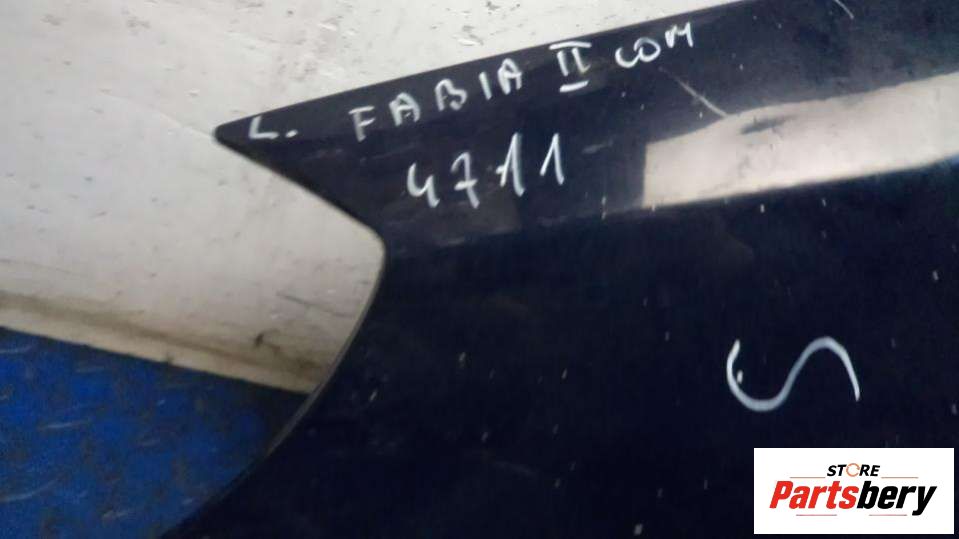 L. FABIA II COM
4711
S
STORE
Partsbery